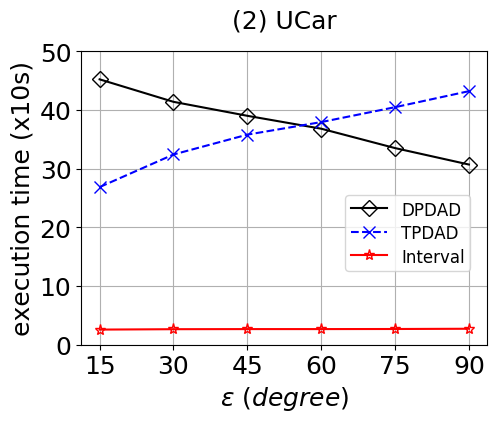 (2) UCar
execution time (x10s)
50
40
30
20
10
0
DPDAD
TPDAD
Interval
15 30 45 60 75 90
ε (degree)